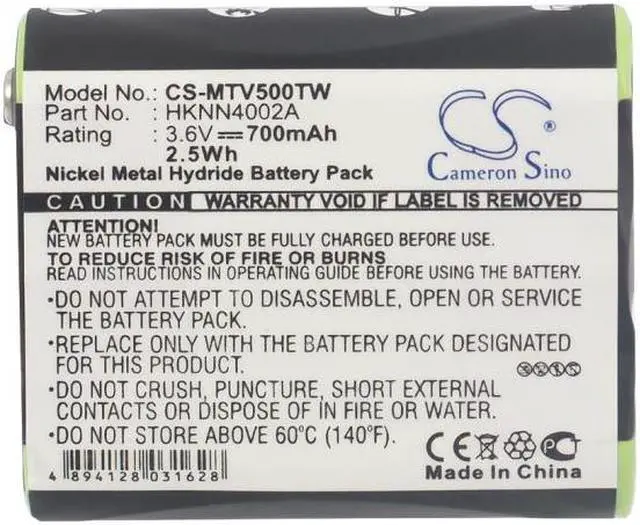 Model No.: CS-MTV500TW
Part No. : HKNN4002A
Rating : 3.6V 700mAh
2.5Wh
Nickel Metal Hydride Battery Pack
CS
Cameron Sino
CAUTION WARRANTY VOID IF LABEL IS REMOVED
ATTENTION!
NEW BATTERY PACK MUST BE FULLY CHARGED BEFORE USE.
TO REDUCE RISK OF FIRE OR BURNS
READ INSTRUCTIONS IN OPERATING GUIDE BEFORE USING BATTERY.
•DO NOT ATTEMPT TO DISASSEMBLE, OPEN OR SERVICE
THE BATTERY PACK.
•REPLACE ONLY WITH BATTERY PACK DESIGNATED
FOR THIS PRODUCT.
•DO NOT CRUSH, PUNCTURE, SHORT EXTERNAL
CONTACTS OR DISPOSE OF IN FIRE OR WATER.
•DO NOT STORE ABOVE 60°C (140°F).
CE
Made In China
4 894128 031628